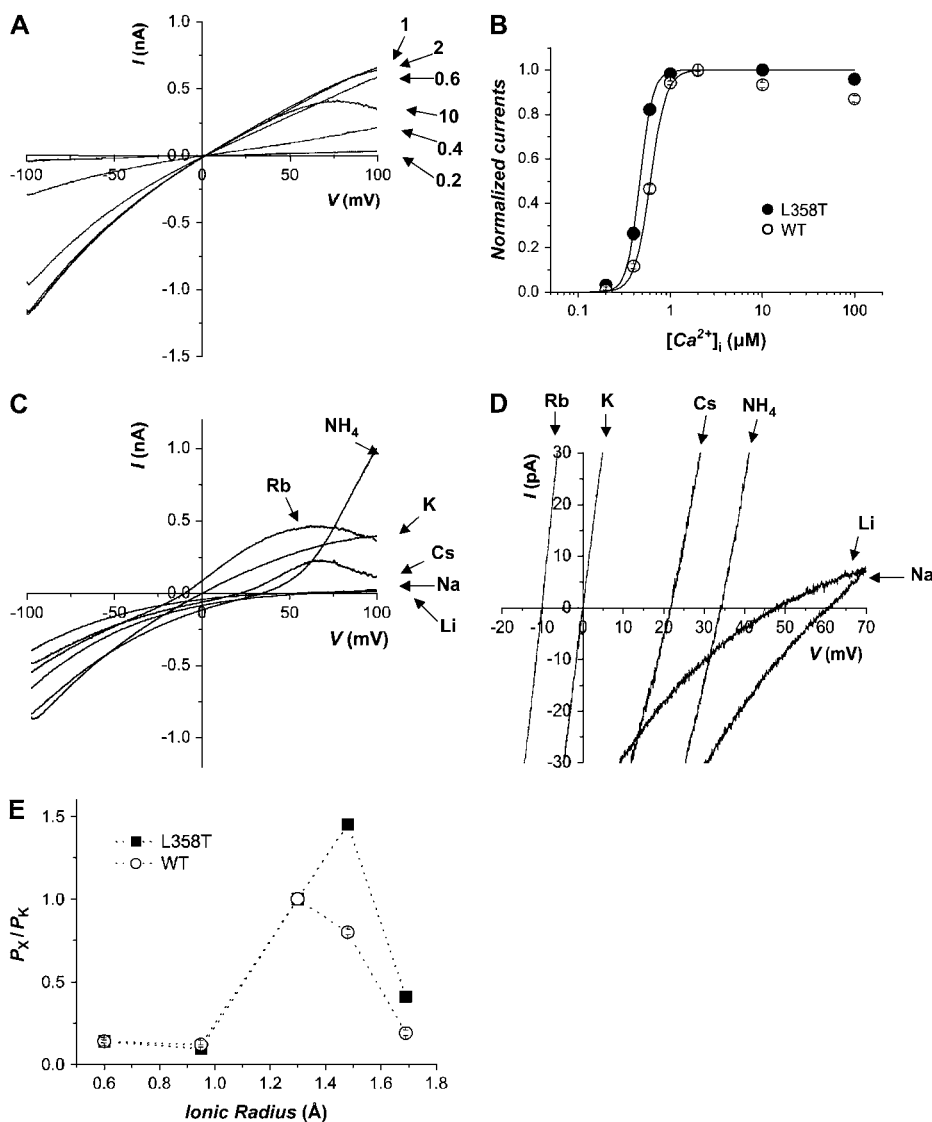 A
I (nA)
1.0
0.5
0.0
-0.5
-1.0
-1.5
-100
-50
0
50
100
V (mV)
1
2
0.6
10
0.4
0.2
B
Normalized currents
1.0
0.8
0.6
0.4
0.2
0.0
L358T
WT
0.1
1
10
100
[Ca²⁺]i (µM)
C
I (nA)
1.0
0.5
0.0
-0.5
-1.0
-100
-50
0
50
100
V (mV)
NH₄
Rb
K
Cs
Na
Li
D
Rb
K
Cs
NH₄
I (pA)
30
20
10
0
-10
-20
-30
-20
-10
0
10
20
30
40
50
60
70
V (mV)
Li
Na
E
L358T
WT
P_X / P_K
1.5
1.0
0.5
0.0
0.6
0.8
1.0
1.2
1.4
1.6
1.8
Ionic Radius (Å)